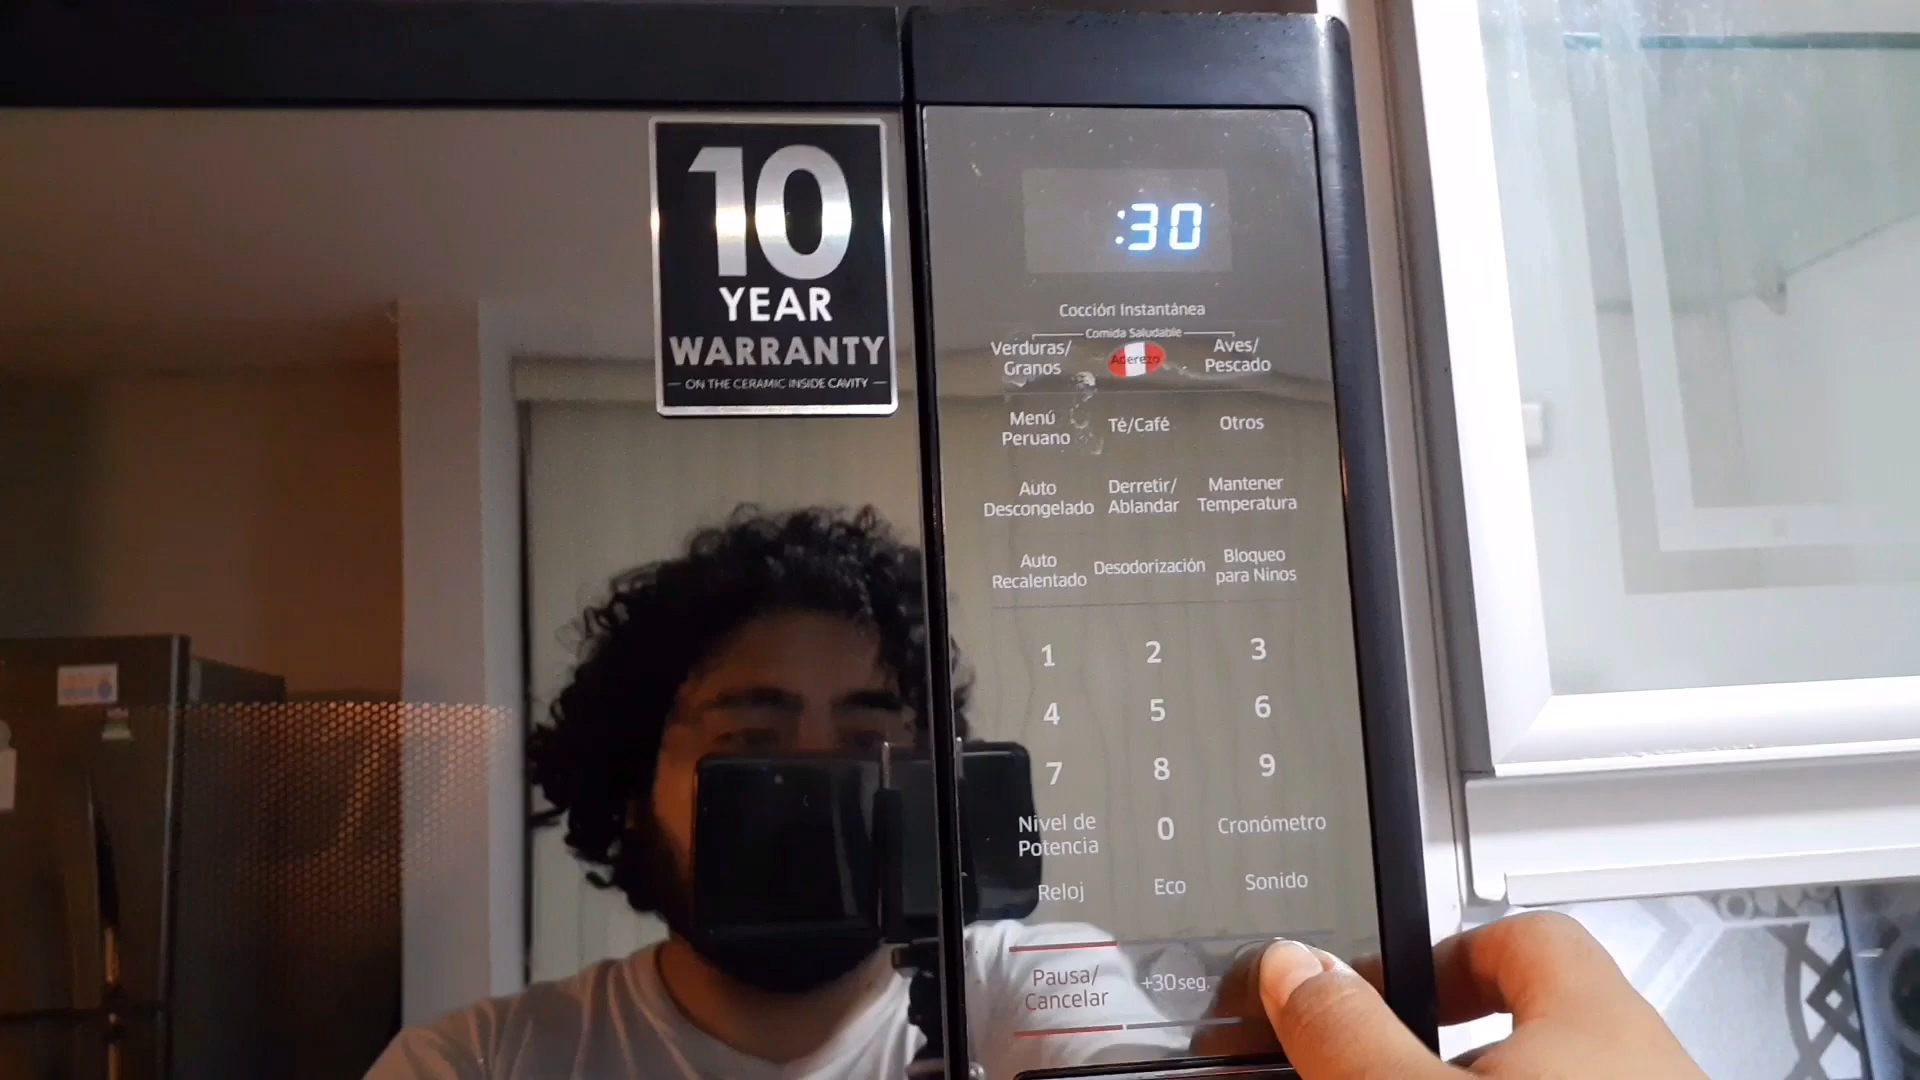 10
YEAR
WARRANTY
ON THE CERAMIC INSIDE CAVITY
:30
Cocción Instantánea
Comida Saludable
Verduras/
Granos
Aderezo
Aves/
Pescado
Menú
Peruano
Té/Café
Otros
Auto
Descongelado
Derretir/
Ablandar
Mantener
Temperatura
Auto
Recalentado
Desodorización
Bloqueo
para Ninos
1
2
3
4
5
6
7
8
9
Nivel de
Potencia
0
Cronómetro
Reloj
Eco
Sonido
Pausa/
Cancelar
+30seg.